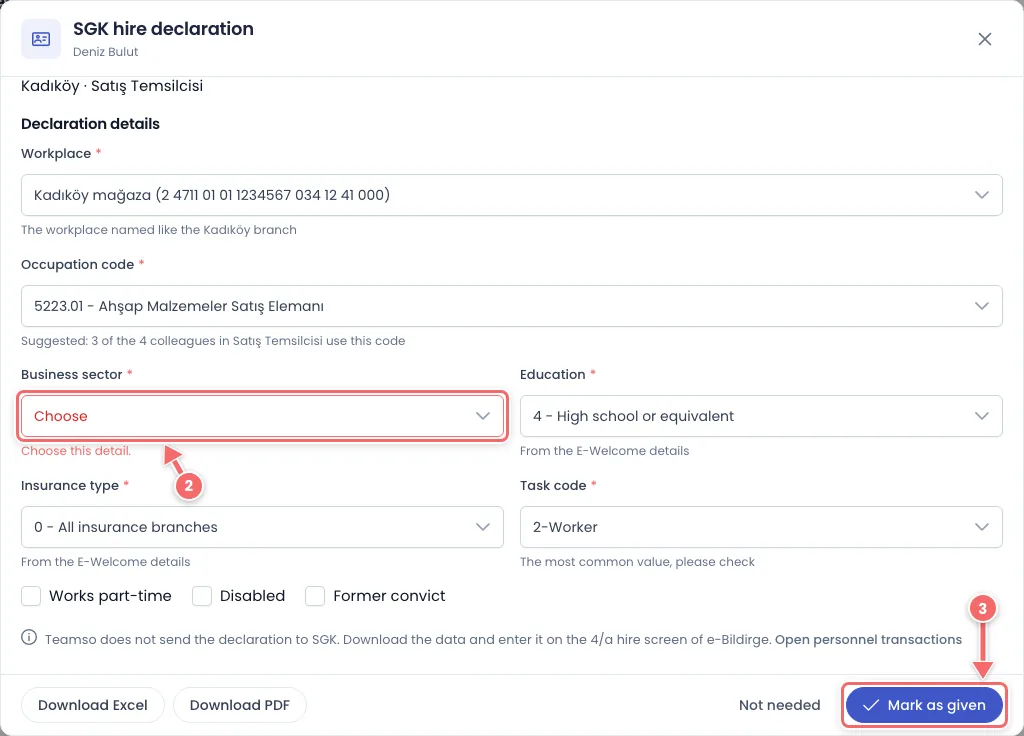 SGK hire declaration
Deniz Bulut
Kadıköy · Satış Temsilcisi
Declaration details
Workplace *
Kadıköy mağaza (2 4711 01 01 1234567 034 12 41 000)
The workplace named like the Kadıköy branch
Occupation code *
5223.01 - Ahşap Malzemeler Satış Elemanı
Suggested: 3 of the 4 colleagues in Satış Temsilcisi use this code
Business sector *
Education *
Choose
4 - High school or equivalent
Choose this detail.
From the E-Welcome details
2
Insurance type *
Task code *
0 - All insurance branches
2-Worker
From the E-Welcome details
The most common value, please check
Works part-time
Disabled
Former convict
3
Teamso does not send the declaration to SGK. Download the data and enter it on the 4/a hire screen of e-Bildirge. Open personnel transactions
Download Excel
Download PDF
Not needed
Mark as given